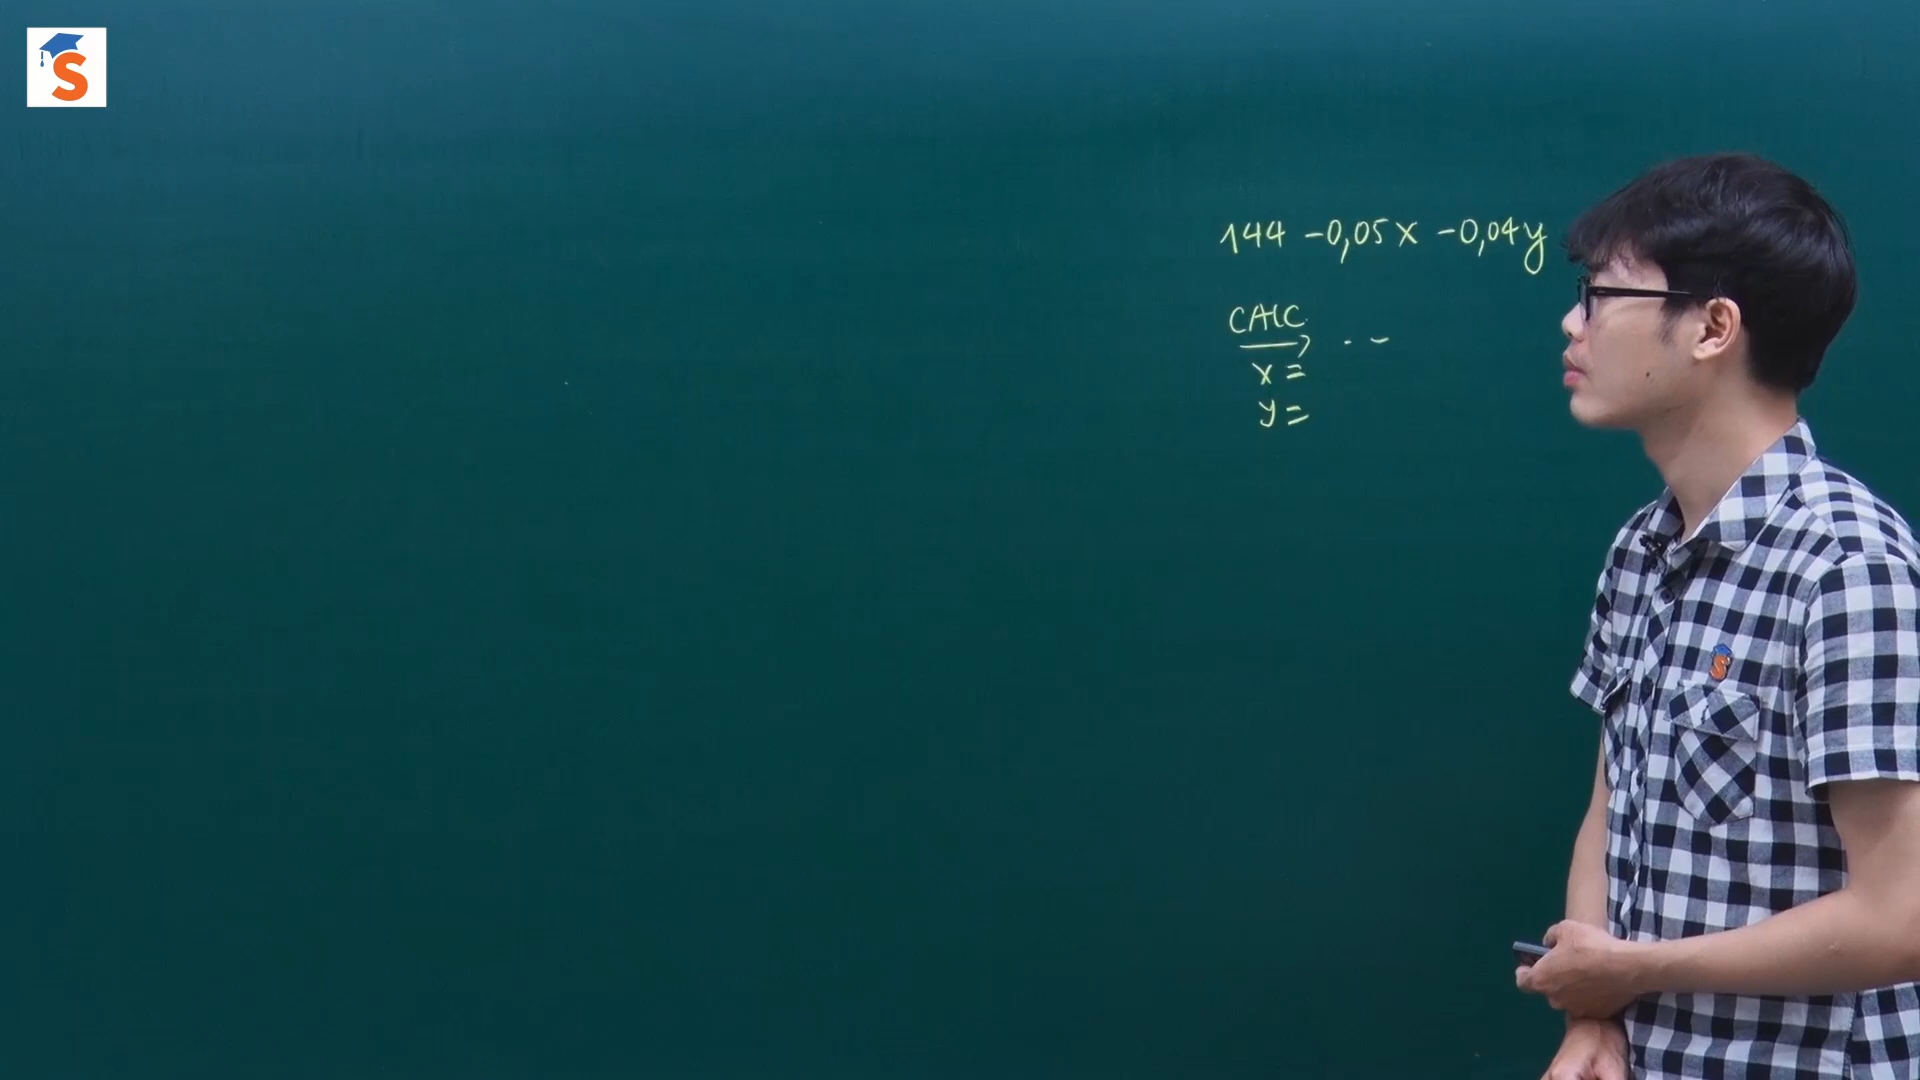 S
144 -0,05x -0,04y
CALC
→ . . -
x =
y =
S